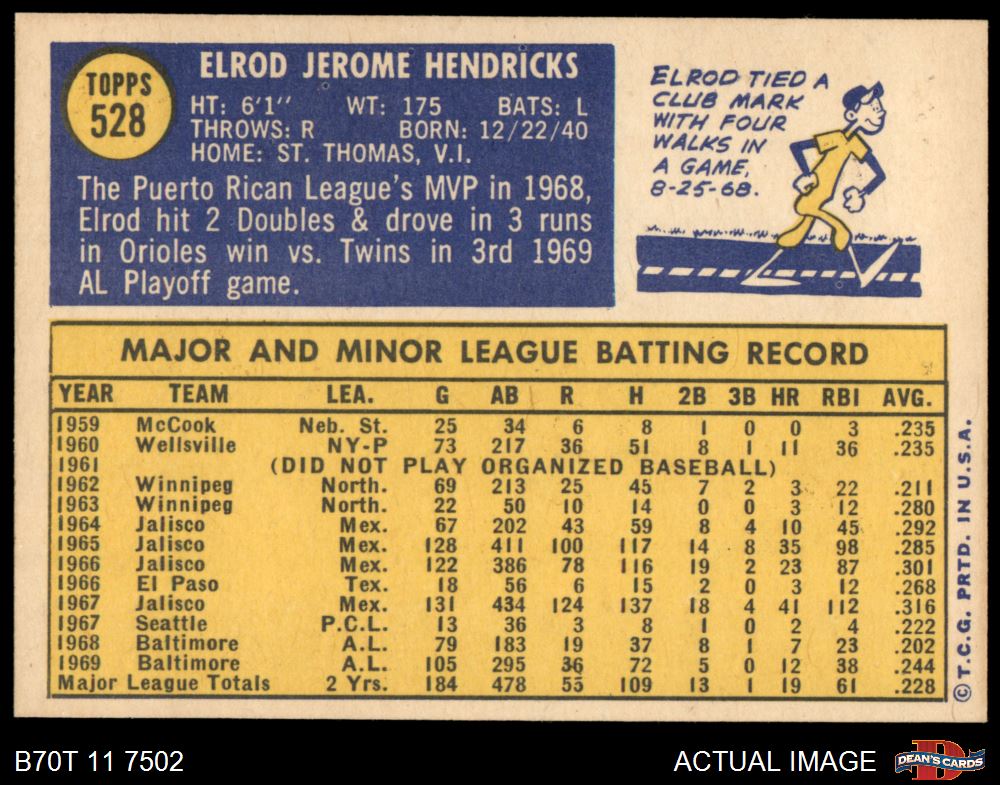 TOPPS
528
ELROD JEROME HENDRICKS
HT: 6'1" WT: 175 BATS: L
THROWS: R BORN: 12/22/40
HOME: ST. THOMAS, V.I.
The Puerto Rican League's MVP in 1968,
Elrod hit 2 Doubles & drove in 3 runs
in Orioles win vs. Twins in 3rd 1969
AL Playoff game.
ELROD TIED A
CLUB MARK
WITH FOUR
WALKS IN
A GAME,
8-25-68.
MAJOR AND MINOR LEAGUE BATTING RECORD
YEAR TEAM LEA. G AB R H 2B 3B HR RBI AVG.
1959 McCook Neb. St. 25 34 6 8 1 0 0 3 .235
1960 Wellsville NY-P 73 217 36 51 8 1 11 36 .235
1961 (DID NOT PLAY ORGANIZED BASEBALL)
1962 Winnipeg North. 69 213 25 45 7 2 3 22 .211
1963 Winnipeg North. 22 50 10 14 0 0 3 12 .280
1964 Jalisco Mex. 67 202 43 59 8 4 10 45 .292
1965 Jalisco Mex. 128 411 100 117 14 8 35 98 .285
1966 Jalisco Mex. 122 386 78 116 19 2 23 87 .301
1966 El Paso Tex. 18 56 6 15 2 0 3 12 .268
1967 Jalisco Mex. 131 434 124 137 18 4 41 112 .316
1967 Seattle P.C.L. 13 36 3 8 1 0 2 4 .222
1968 Baltimore A.L. 79 183 19 37 8 1 7 23 .202
1969 Baltimore A.L. 105 295 36 72 5 0 12 38 .244
Major League Totals 2 Yrs. 184 478 55 109 13 1 19 61 .228
© T.C.G. PRTD. IN U.S.A.
B70T 11 7502
ACTUAL IMAGE
D
DEAN'S CARDS